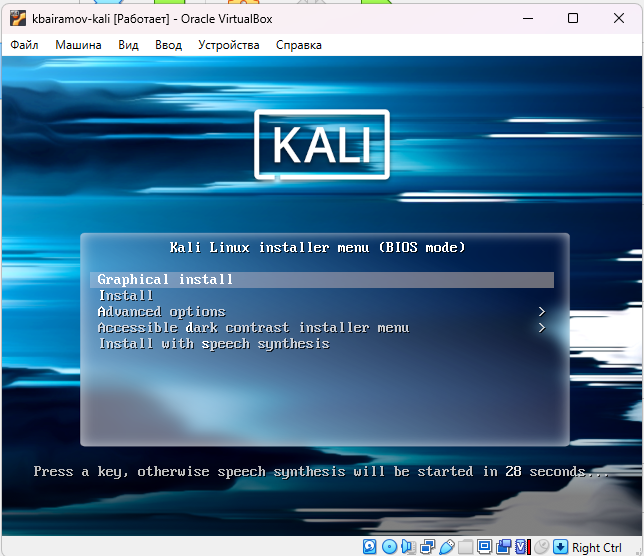 kbairamov-kali [Работает] - Oracle VirtualBox
Файл Машина Вид Ввод Устройства Справка
KALI
Kali Linux installer menu (BIOS mode)
Graphical install
Install
Advanced options >
Accessible dark contrast installer menu >
Install with speech synthesis
Press a key, otherwise speech synthesis will be started in 28 seconds...
Right Ctrl